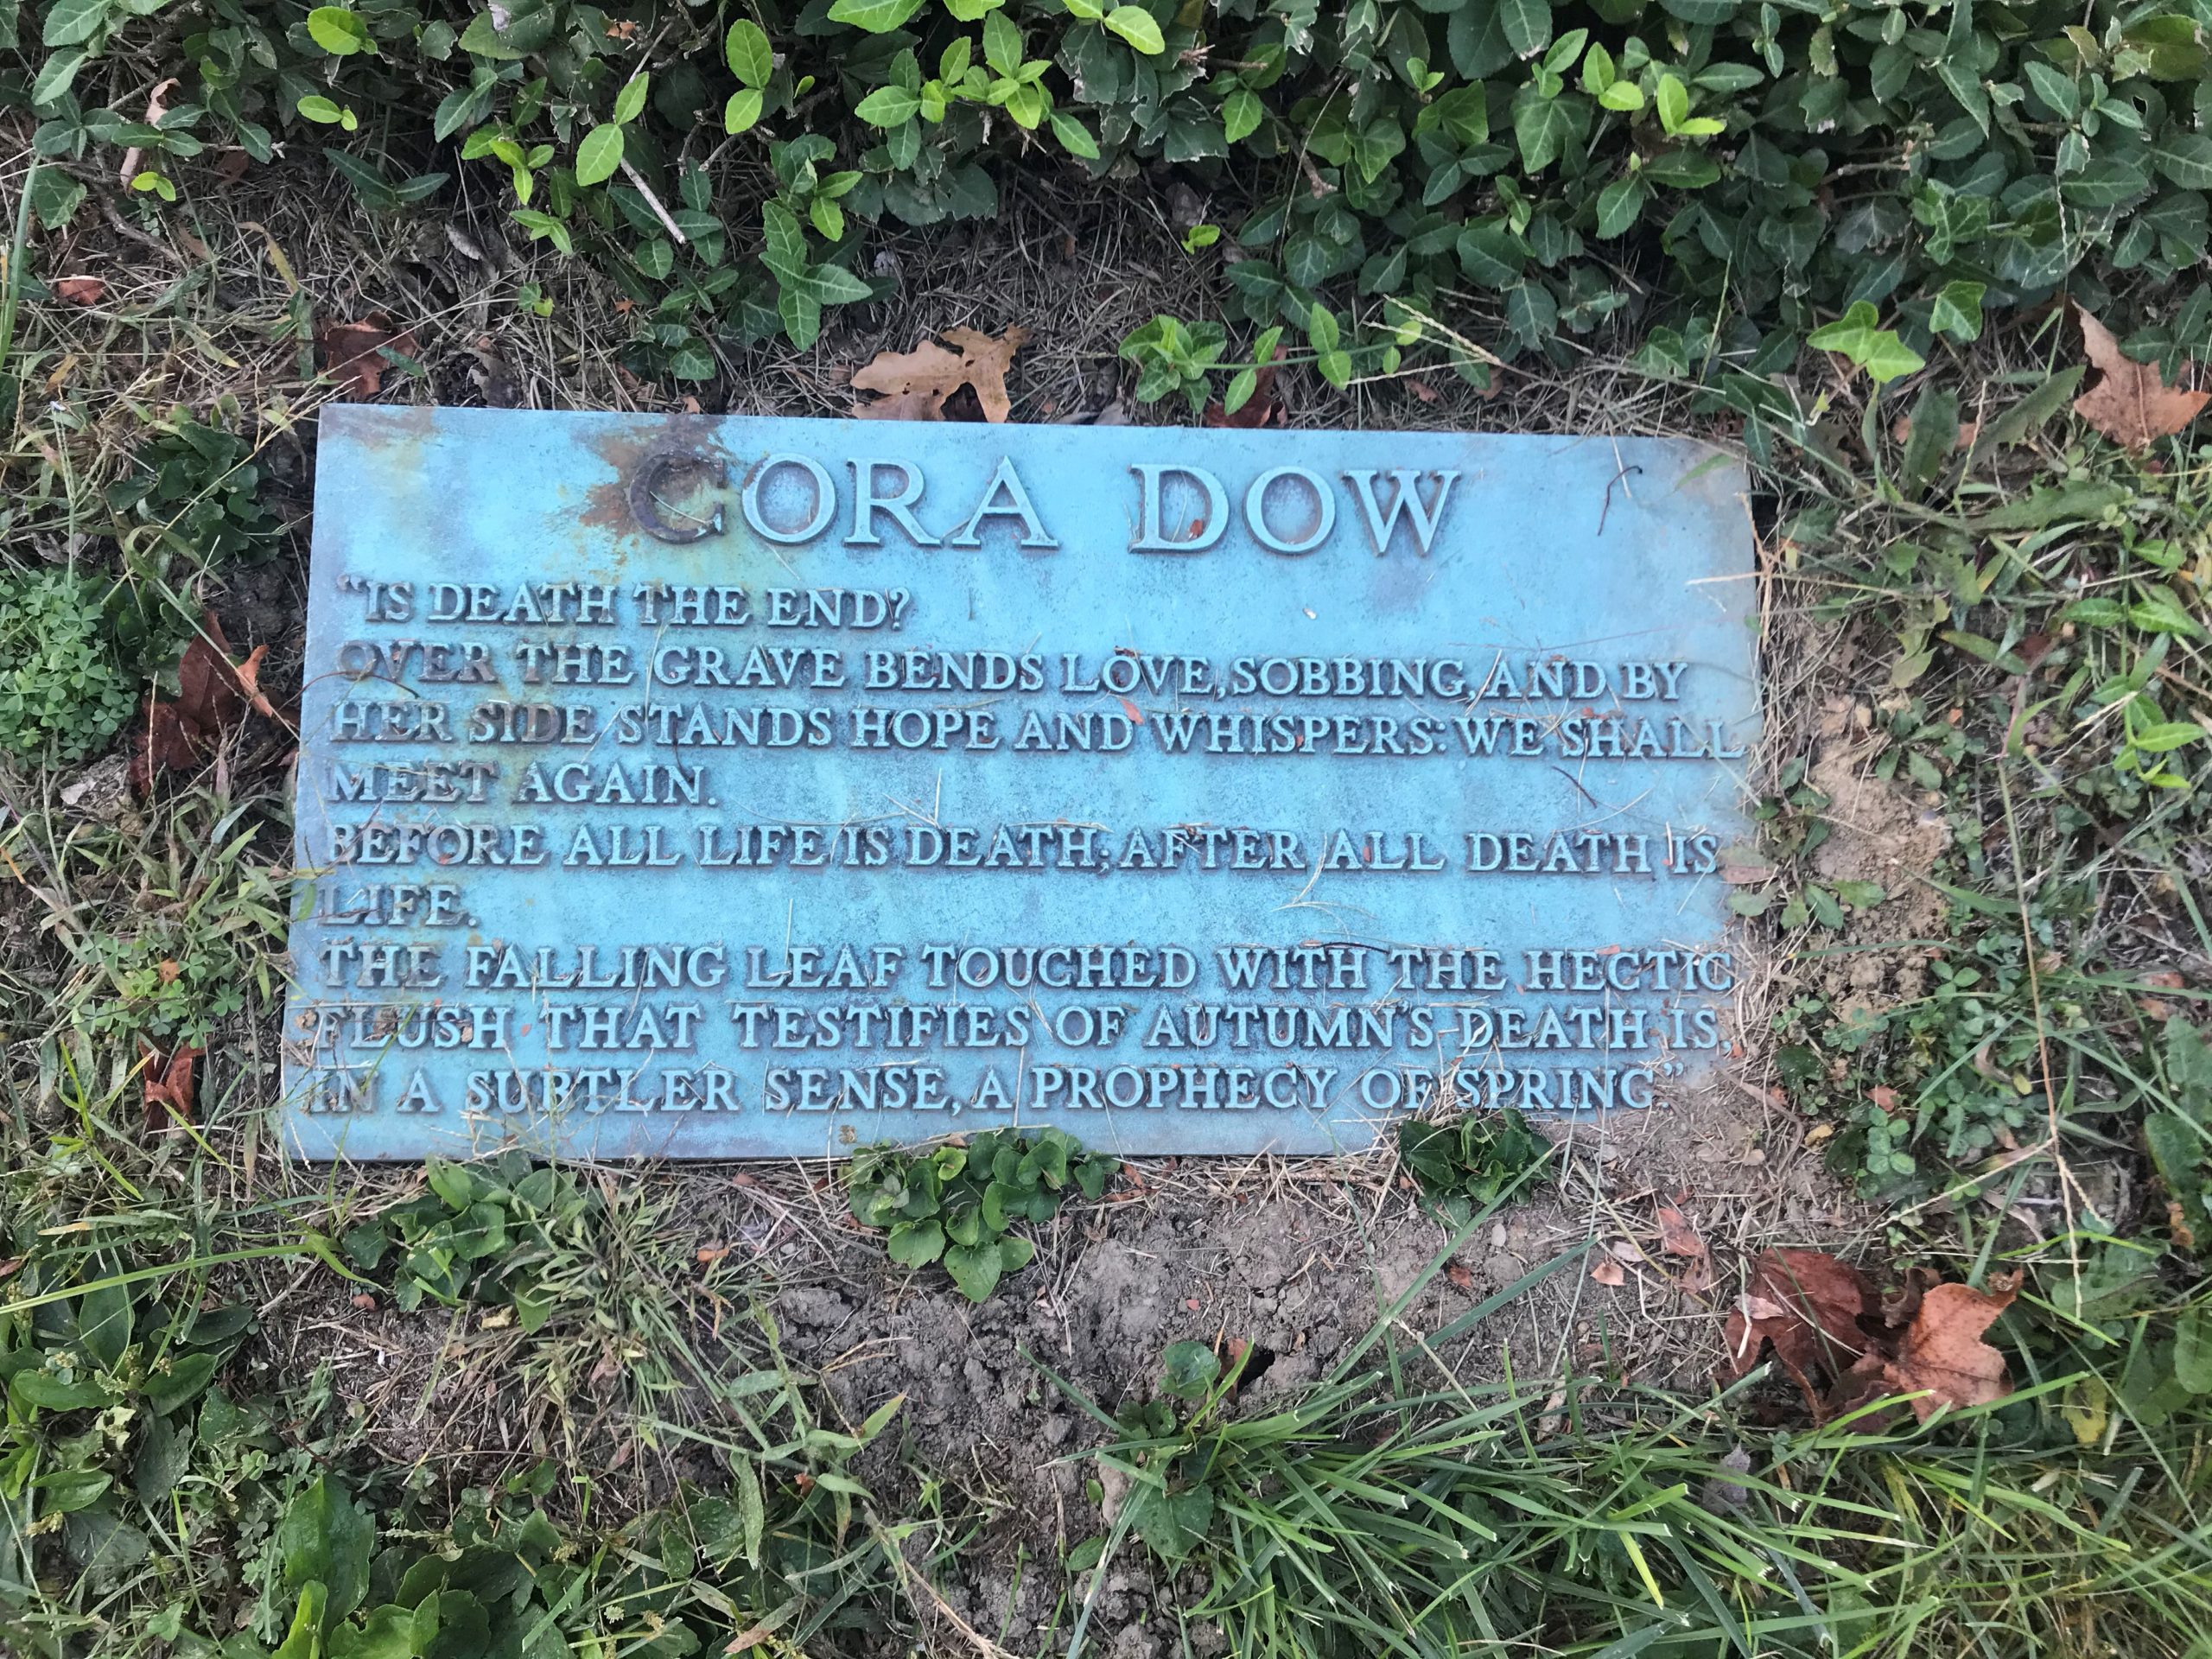 CORA DOW
"IS DEATH THE END?
OVER THE GRAVE BENDS LOVE, SOBBING, AND BY
HER SIDE STANDS HOPE AND WHISPERS: WE SHALL
MEET AGAIN.
BEFORE ALL LIFE IS DEATH; AFTER ALL DEATH IS
LIFE.
THE FALLING LEAF TOUCHED WITH THE HECTIC
FLUSH THAT TESTIFIES OF AUTUMN'S DEATH IS,
IN A SUBTLER SENSE, A PROPHECY OF SPRING."